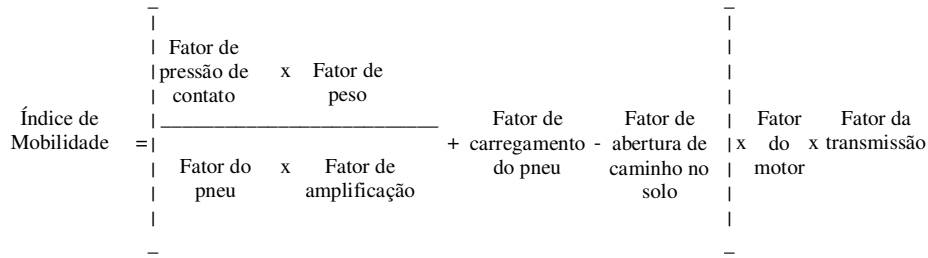 Índice de
Mobilidade =
Fator de
pressão de
contato
x Fator de
peso
Fator do
pneu
x Fator de
amplificação
+ Fator de
carregamento
do pneu
- Fator de
abertura de
caminho no
solo
x Fator
do
motor
x Fator da
transmissão